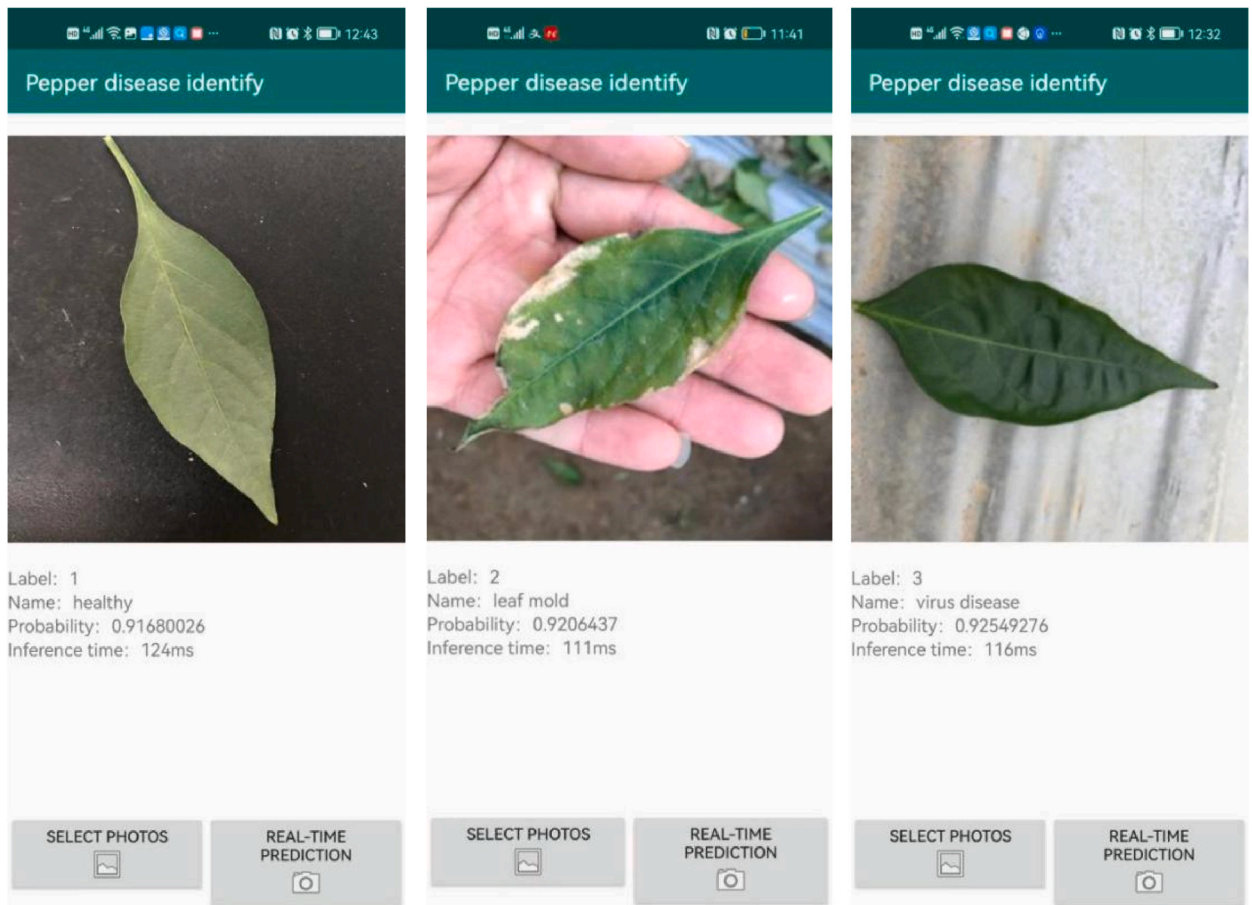 12:43
Pepper disease identify
Label: 1
Name: healthy
Probability: 0.91680026
Inference time: 124ms
SELECT PHOTOS
REAL-TIME
PREDICTION
11:41
Pepper disease identify
Label: 2
Name: leaf mold
Probability: 0.9206437
Inference time: 111ms
SELECT PHOTOS
REAL-TIME
PREDICTION
12:32
Pepper disease identify
Label: 3
Name: virus disease
Probability: 0.92549276
Inference time: 116ms
SELECT PHOTOS
REAL-TIME
PREDICTION